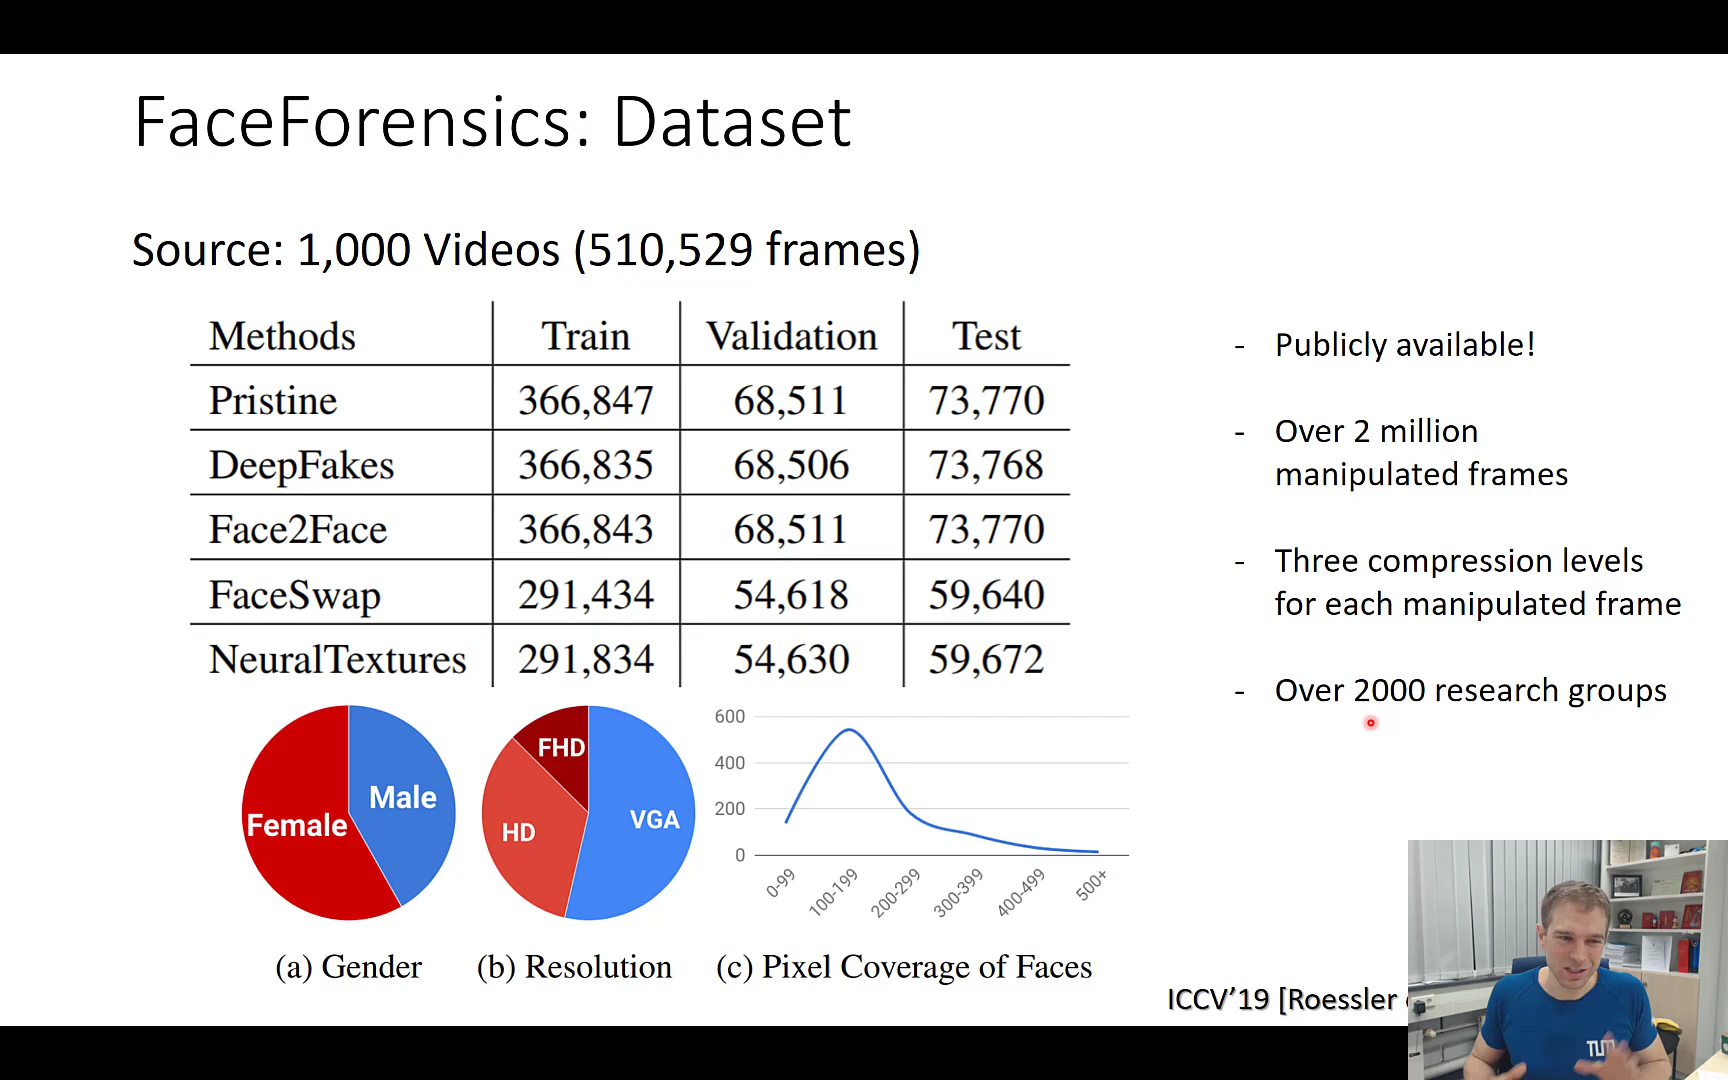 FaceForensics: Dataset
Source: 1,000 Videos (510,529 frames)
Methods Train Validation Test
Pristine 366,847 68,511 73,770
DeepFakes 366,835 68,506 73,768
Face2Face 366,843 68,511 73,770
FaceSwap 291,434 54,618 59,640
NeuralTextures 291,834 54,630 59,672
- Publicly available!
- Over 2 million
manipulated frames
- Three compression levels
for each manipulated frame
- Over 2000 research groups
Female
Male
(a) Gender
FHD
HD
VGA
(b) Resolution
600
400
200
0
0-99
100-199
200-299
300-399
400-499
500+
(c) Pixel Coverage of Faces
ICCV’19 [Roessler
TUM